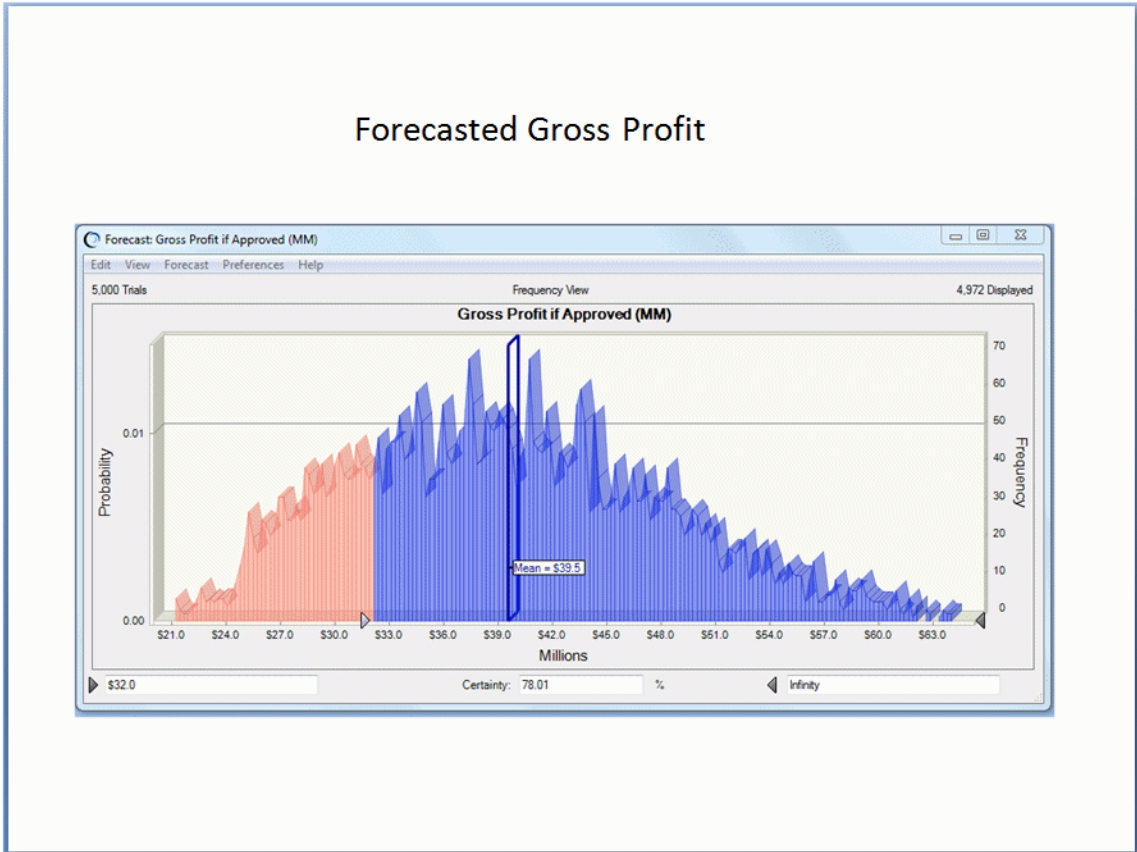 Forecasted Gross Profit
Forecast: Gross Profit if Approved (MM)
Edit View Forecast Preferences Help
5,000 Trials Frequency View 4,972 Displayed
Gross Profit if Approved (MM)
70
60
50
0.01
40
30
20
10
0
0.00
Probability
Frequency
Mean = $39.5
$21.0 $24.0 $27.0 $30.0 $33.0 $36.0 $39.0 $42.0 $45.0 $48.0 $51.0 $54.0 $57.0 $60.0 $63.0
Millions
$32.0 Certainty: 78.01 % Infinity